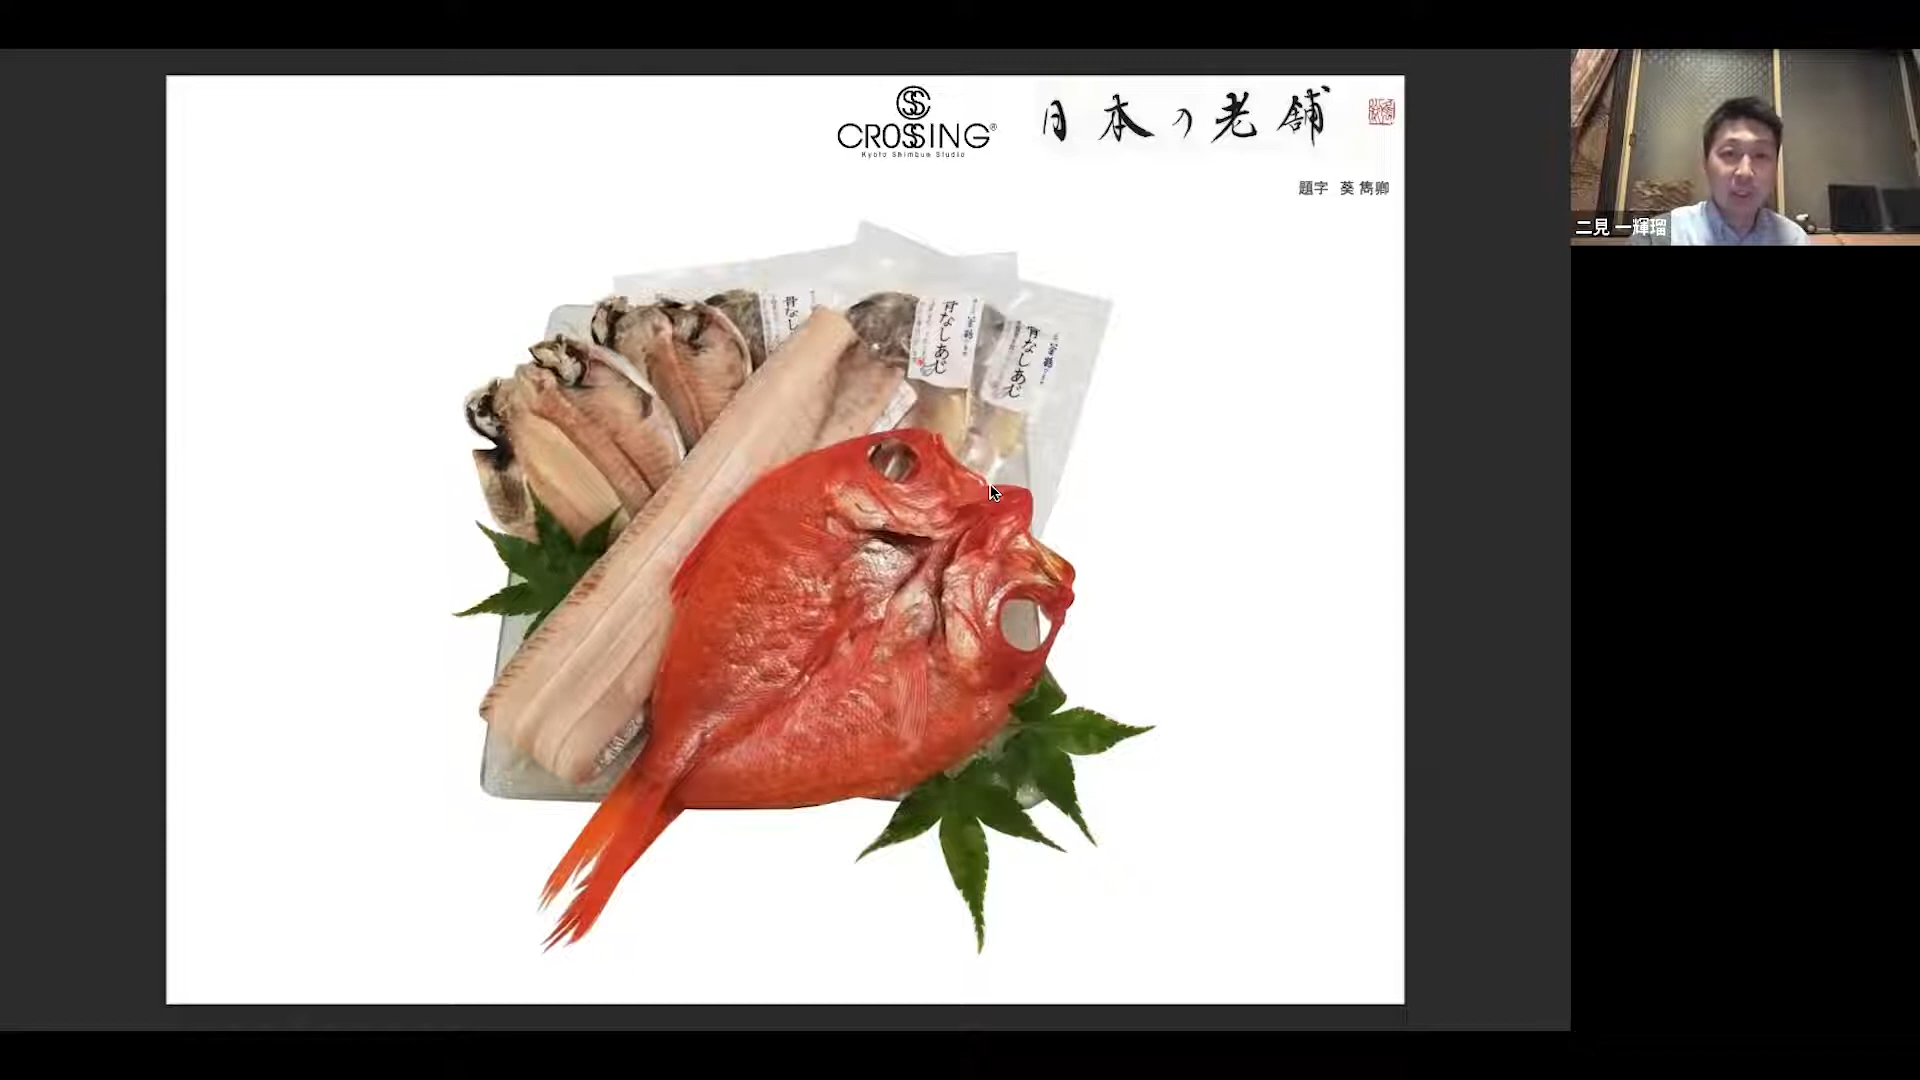 CROSSING®
Kyoto Shimbun Studio
日本の老舗
題字 葵 雋卿
骨なし
骨なしあじ
骨なしあじ
二見 一輝瑠